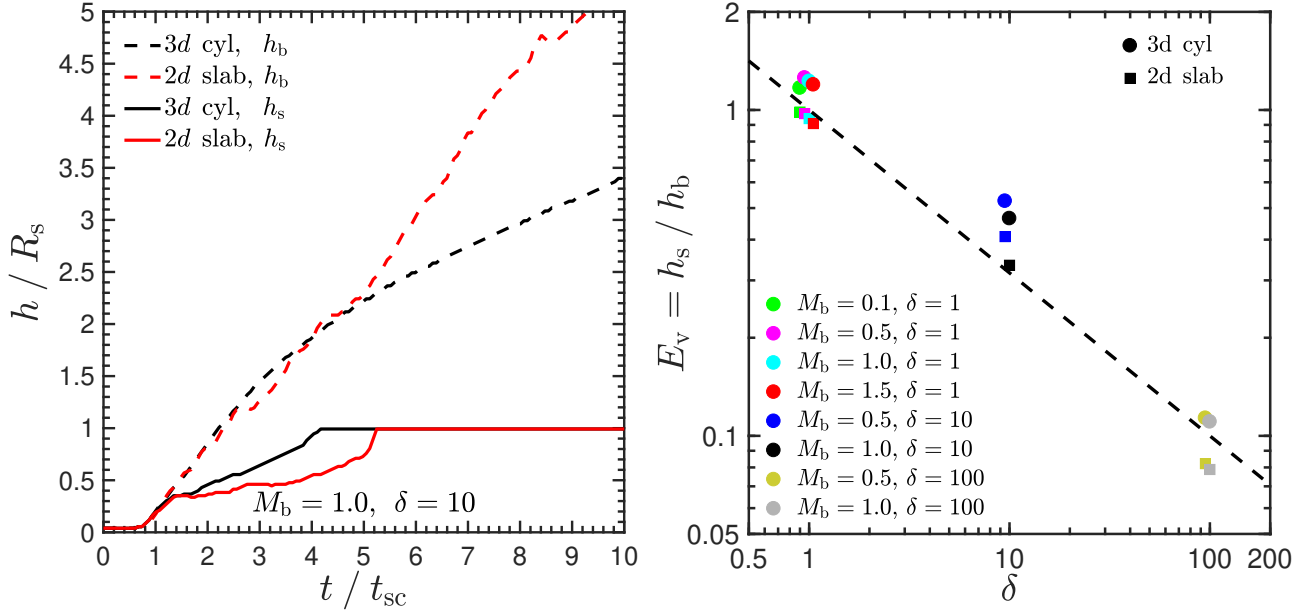 5
4.5
4
3.5
3
2.5
2
1.5
1
0.5
0
h / R_s
3d cyl, h_b
2d slab, h_b
3d cyl, h_s
2d slab, h_s
M_b = 1.0, δ = 10
0 1 2 3 4 5 6 7 8 9 10
t / t_sc
2
1
0.1
0.05
E_v = h_s / h_b
3d cyl
2d slab
M_b = 0.1, δ = 1
M_b = 0.5, δ = 1
M_b = 1.0, δ = 1
M_b = 1.5, δ = 1
M_b = 0.5, δ = 10
M_b = 1.0, δ = 10
M_b = 0.5, δ = 100
M_b = 1.0, δ = 100
0.5 1 10 100 200
δ